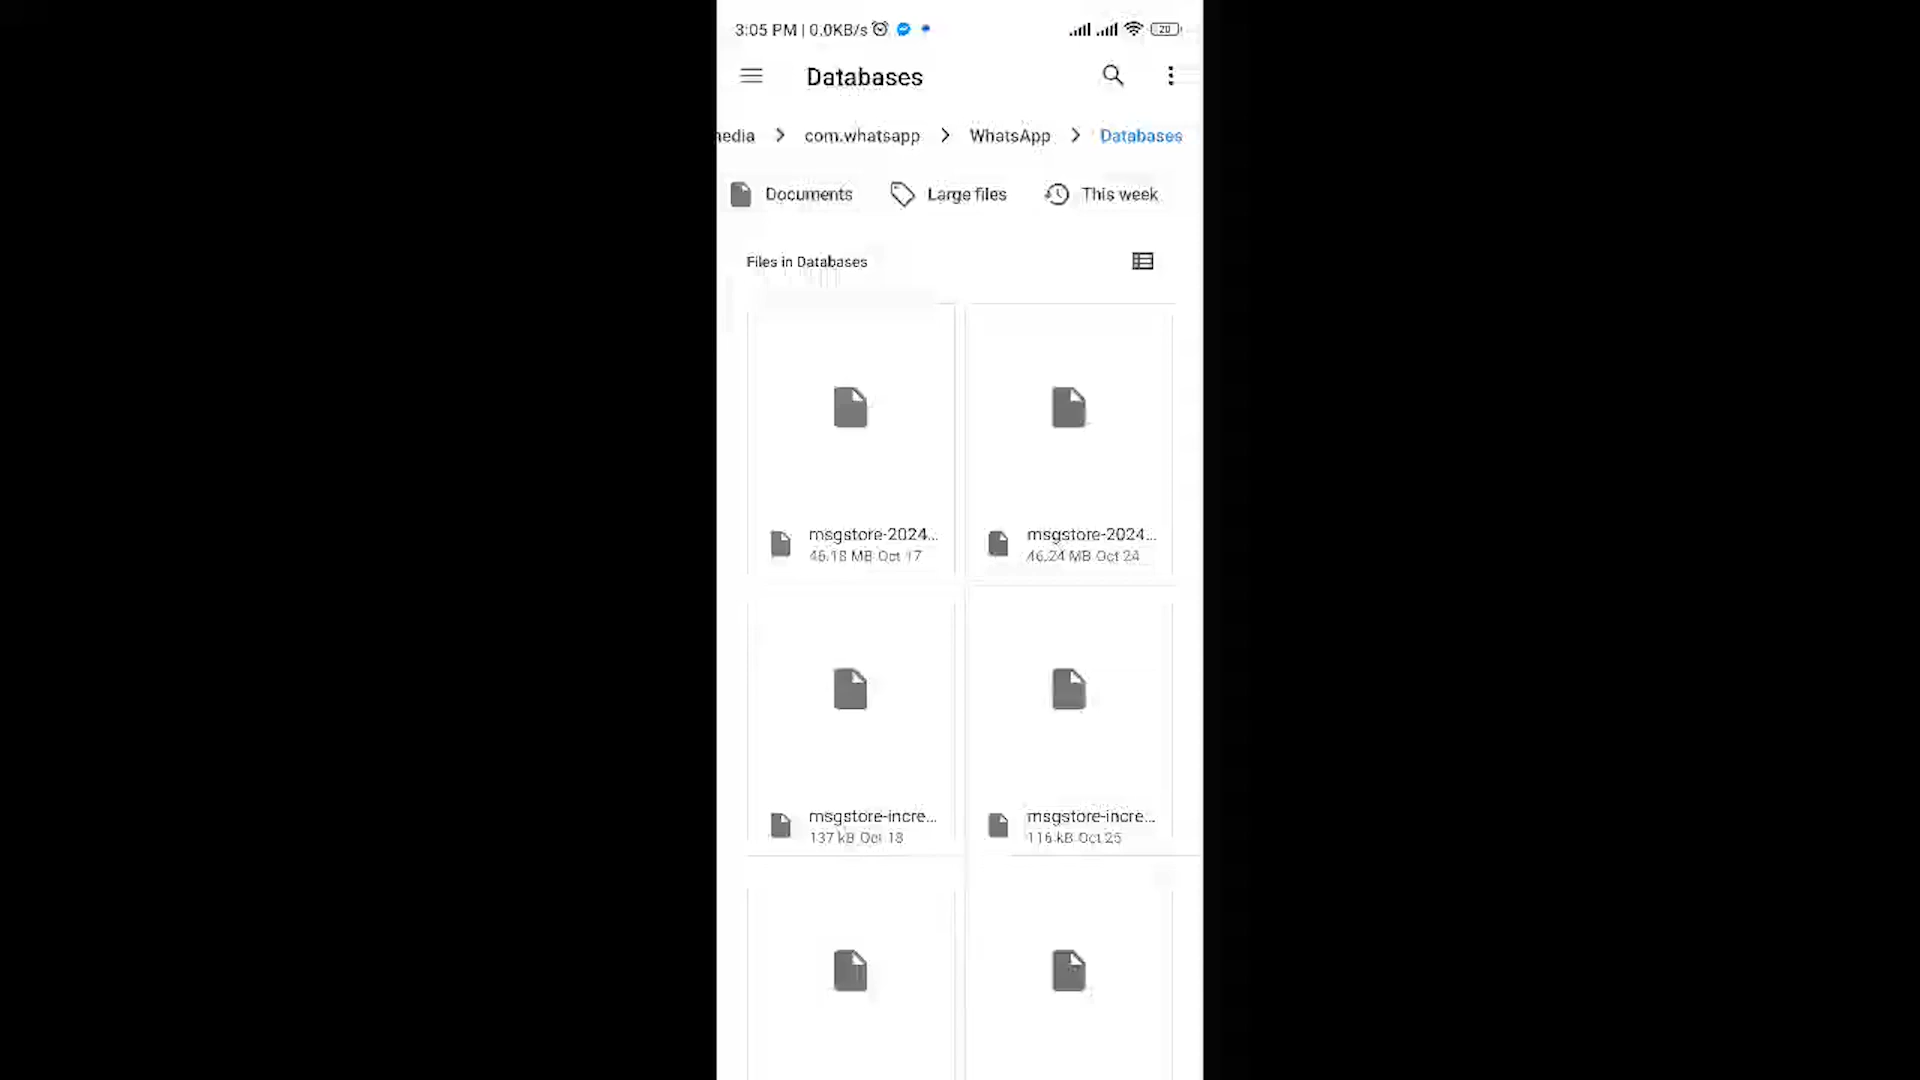 3:05 PM | 0.0KB/s
20
Databases
media > com.whatsapp > WhatsApp > Databases
Documents Large files This week
Files in Databases
msgstore-2024...
46.18 MB Oct 17
msgstore-2024...
46.24 MB Oct 24
msgstore-incre...
137 kB Oct 18
msgstore-incre...
116 kB Oct 25